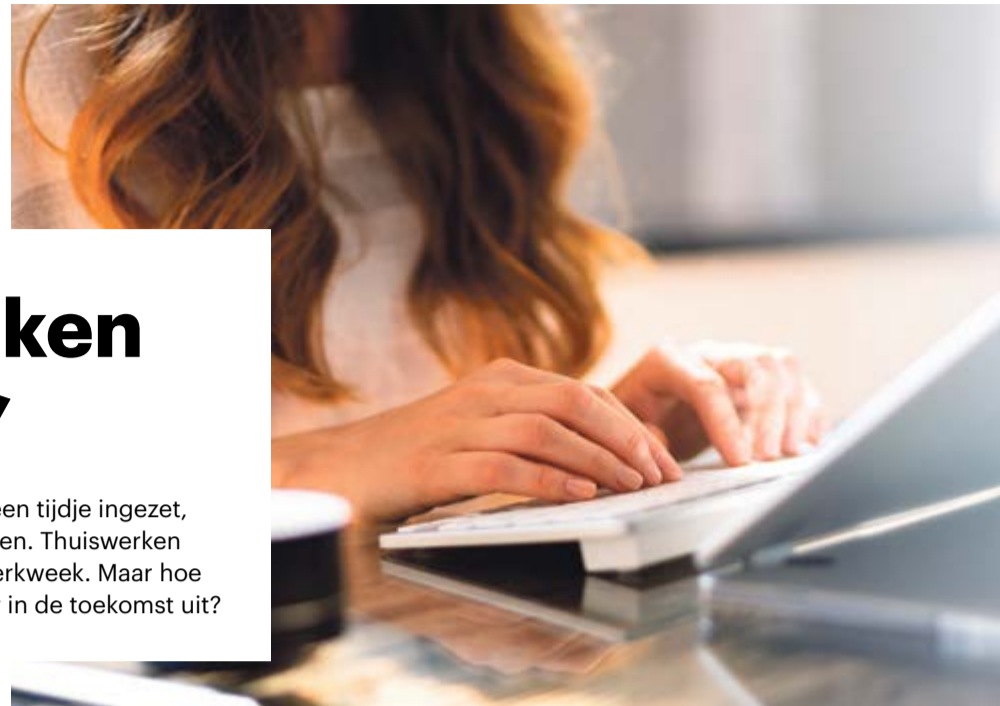 ken
een tijdje ingezet,
en. Thuiswerken
erkweek. Maar hoe
in de toekomst uit?